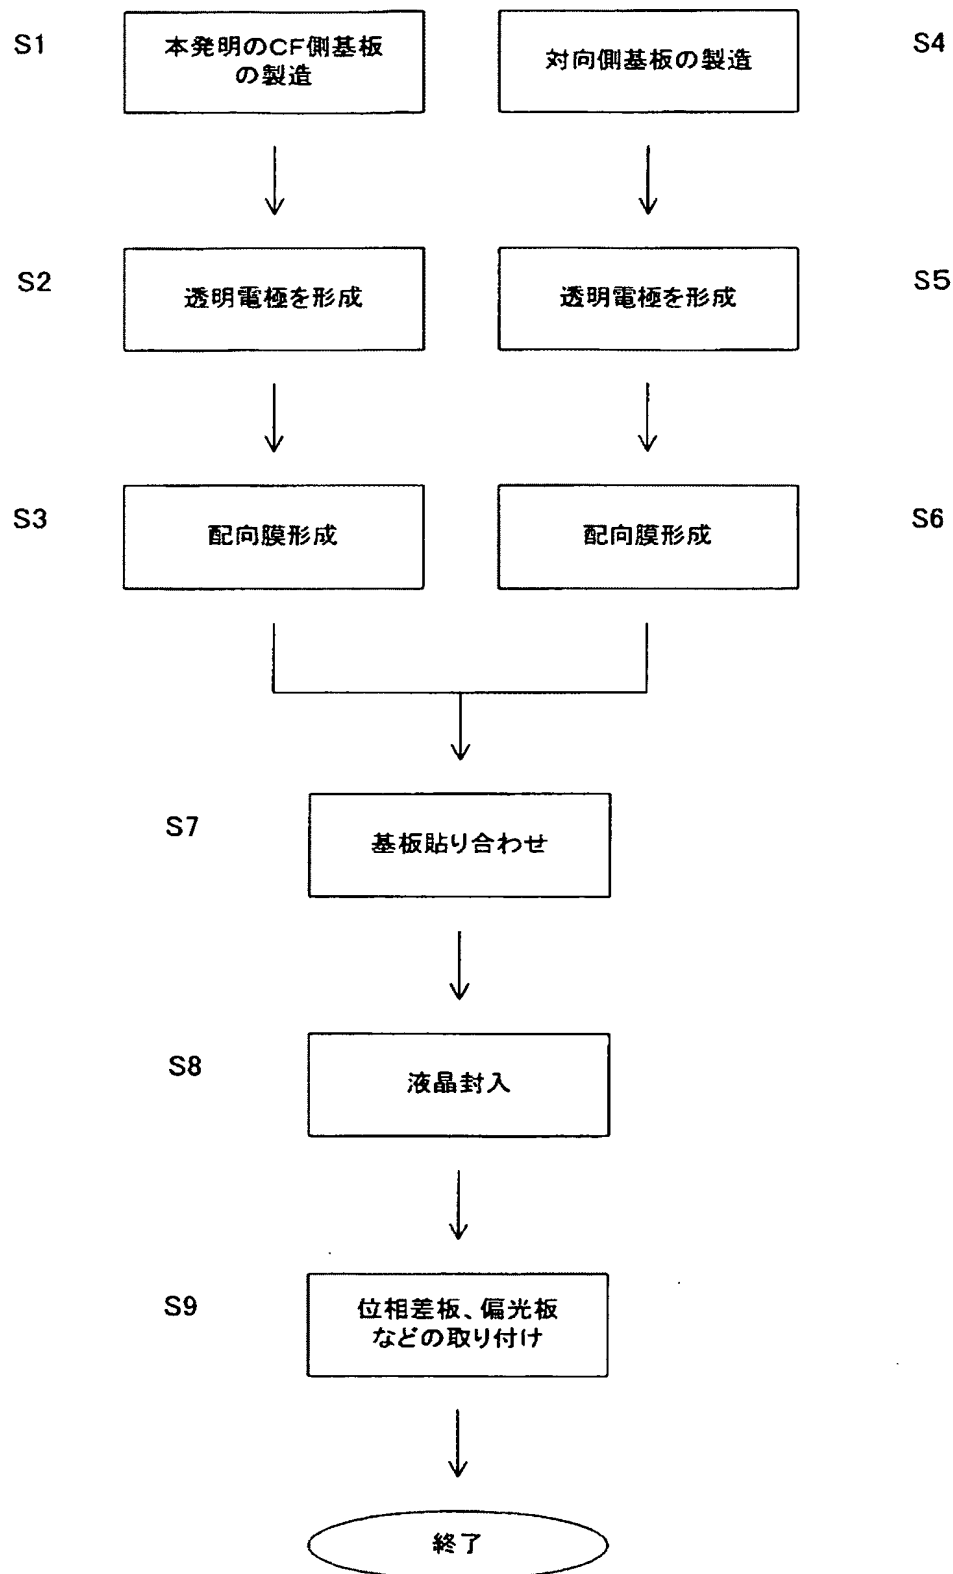 S1
本発明のCF側基板
の製造
対向側基板の製造
S4
S2
透明電極を形成
透明電極を形成
S5
S3
配向膜形成
配向膜形成
S6
S7
基板貼り合わせ
S8
液晶封入
S9
位相差板、偏光板
などの取り付け
終了